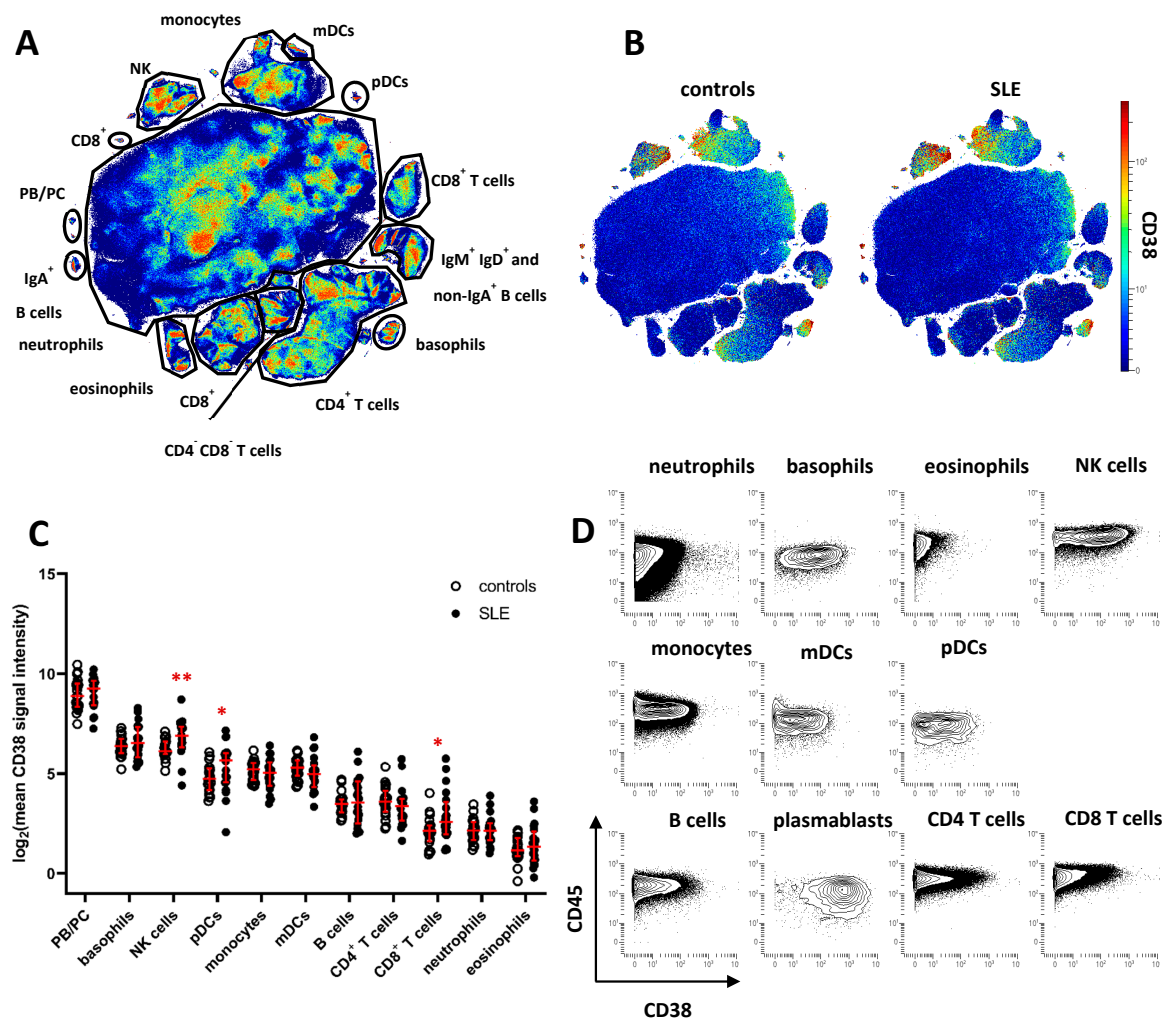 A
monocytes
mDCs
NK
pDCs
CD8⁺
CD8⁺ T cells
PB/PC
IgM⁺ IgD⁺ and
non-IgA⁺ B cells
IgA⁺
B cells
neutrophils
basophils
eosinophils
CD8⁺
CD4⁺ T cells
CD4⁻CD8⁻ T cells
B
controls
SLE
10²
10¹
0
CD38
C
15
10
5
0
log₂(mean CD38 signal intensity)
controls
SLE
**
*
*
PB/PC
basophils
NK cells
pDCs
monocytes
mDCs
B cells
CD4⁺ T cells
CD8⁺ T cells
neutrophils
eosinophils
D
neutrophils
basophils
eosinophils
NK cells
monocytes
mDCs
pDCs
B cells
plasmablasts
CD4 T cells
CD8 T cells
CD45
CD38